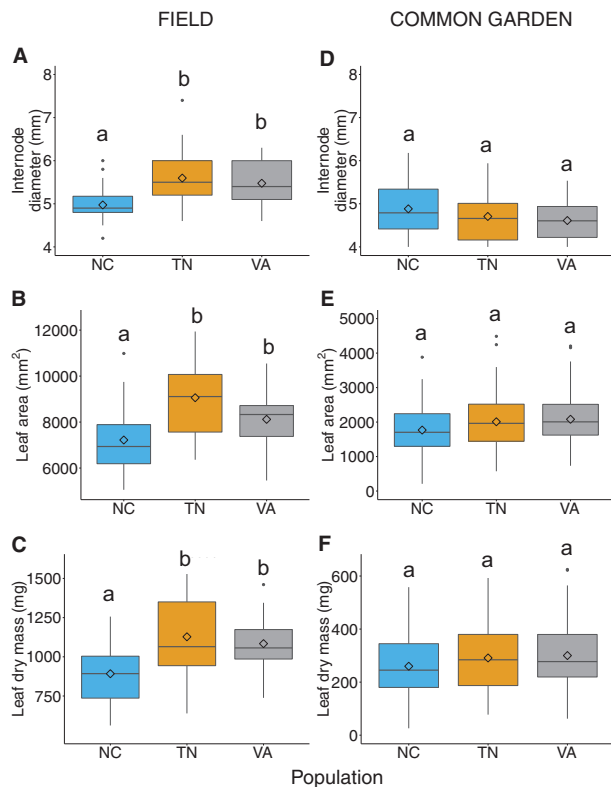 FIELD
COMMON GARDEN
A
Internode
diameter (mm)
8
7
6
5
4
a
b
b
NC
TN
VA
D
Internode
diameter (mm)
8
7
6
5
4
a
a
a
NC
TN
VA
B
Leaf area (mm²)
12000
10000
8000
6000
a
b
b
NC
TN
VA
E
Leaf area (mm²)
5000
4000
3000
2000
1000
0
a
a
a
NC
TN
VA
C
Leaf dry mass (mg)
1500
1250
1000
750
a
b
b
NC
TN
VA
F
Leaf dry mass (mg)
600
400
200
0
a
a
a
NC
TN
VA
Population